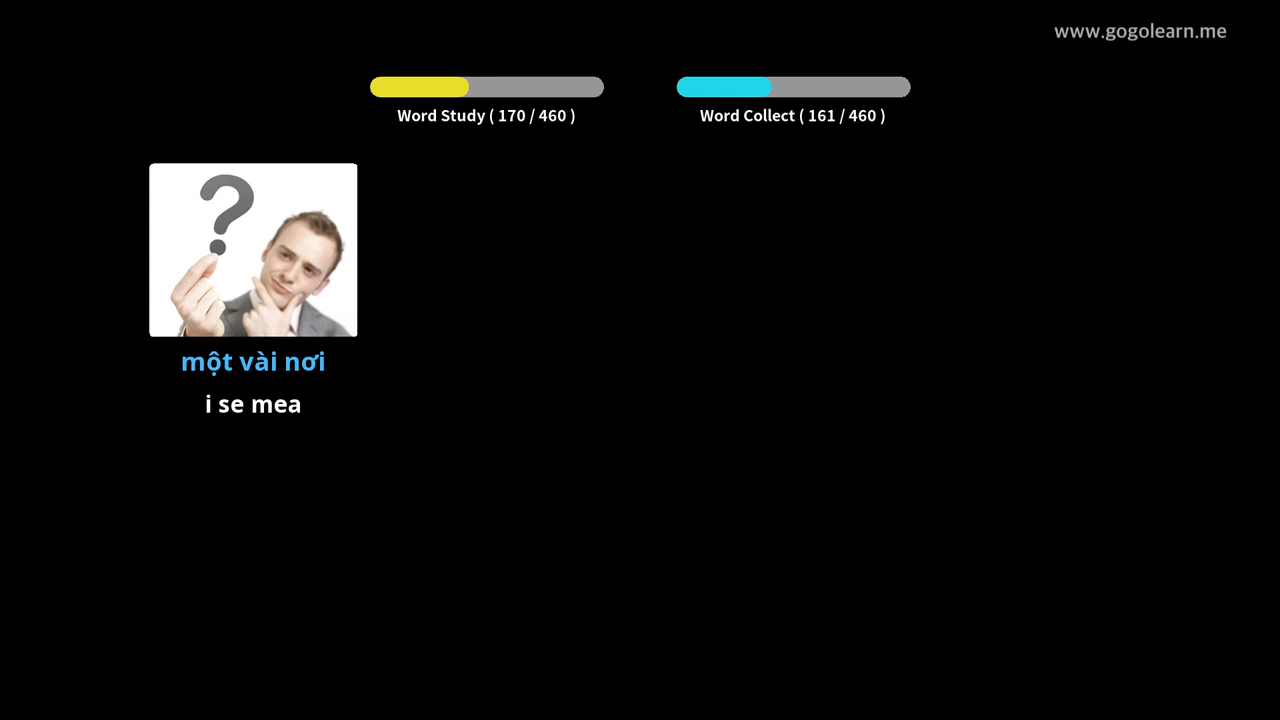 www.gogolearn.me
Word Study ( 170 / 460 )
Word Collect ( 161 / 460 )
?
một vài nơi
i se mea